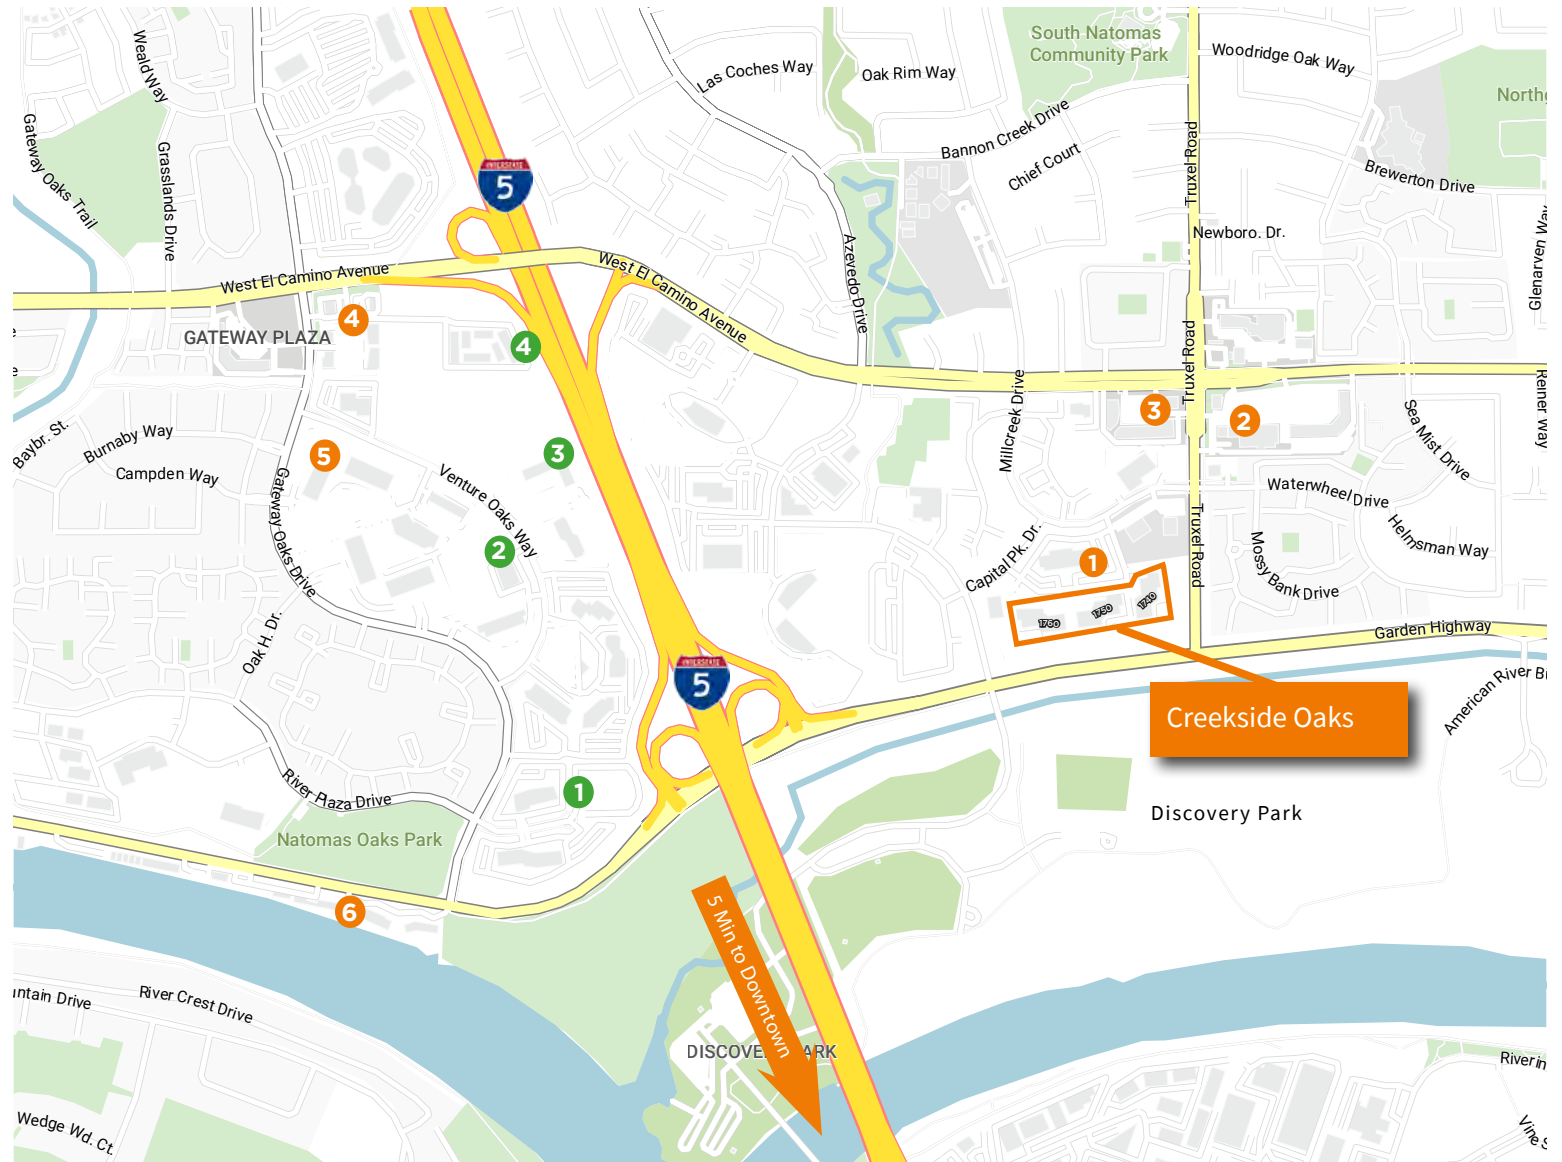 South Natomas
Community Park
Woodridge Oak Way
Weald Way
Las Coches Way
Oak Rim Way
Gateway Oaks Trail
Grasslands Drive
Bannon Creek Drive
Chief Court
Truxel Road
Brewerton Drive
INTERSTATE
5
Newboro. Dr.
Glenarven Way
Azevedo Drive
West El Camino Avenue
West El Camino Avenue
GATEWAY PLAZA
4
4
Truxel Road
Millcreek Drive
3
2
Reiner Way
Sea Mist Drive
Baylbr. St.
Burnaby Way
Campden Way
5
3
Gateway Oaks Drive
Venture Oaks Way
2
Waterwheel Drive
Helmsman Way
Truxel Road
Mossy Bank Drive
Capital Pk. Dr.
1
1760
1750
1740
Oak H. Dr.
Garden Highway
INTERSTATE
5
American River B
Creekside Oaks
River Plaza Drive
1
Discovery Park
Natomas Oaks Park
6
5 Min to Downtown
River Crest Drive
untain Drive
DISCOVE ARK
Riverin
Wedge Wd. Ct.
Vine S